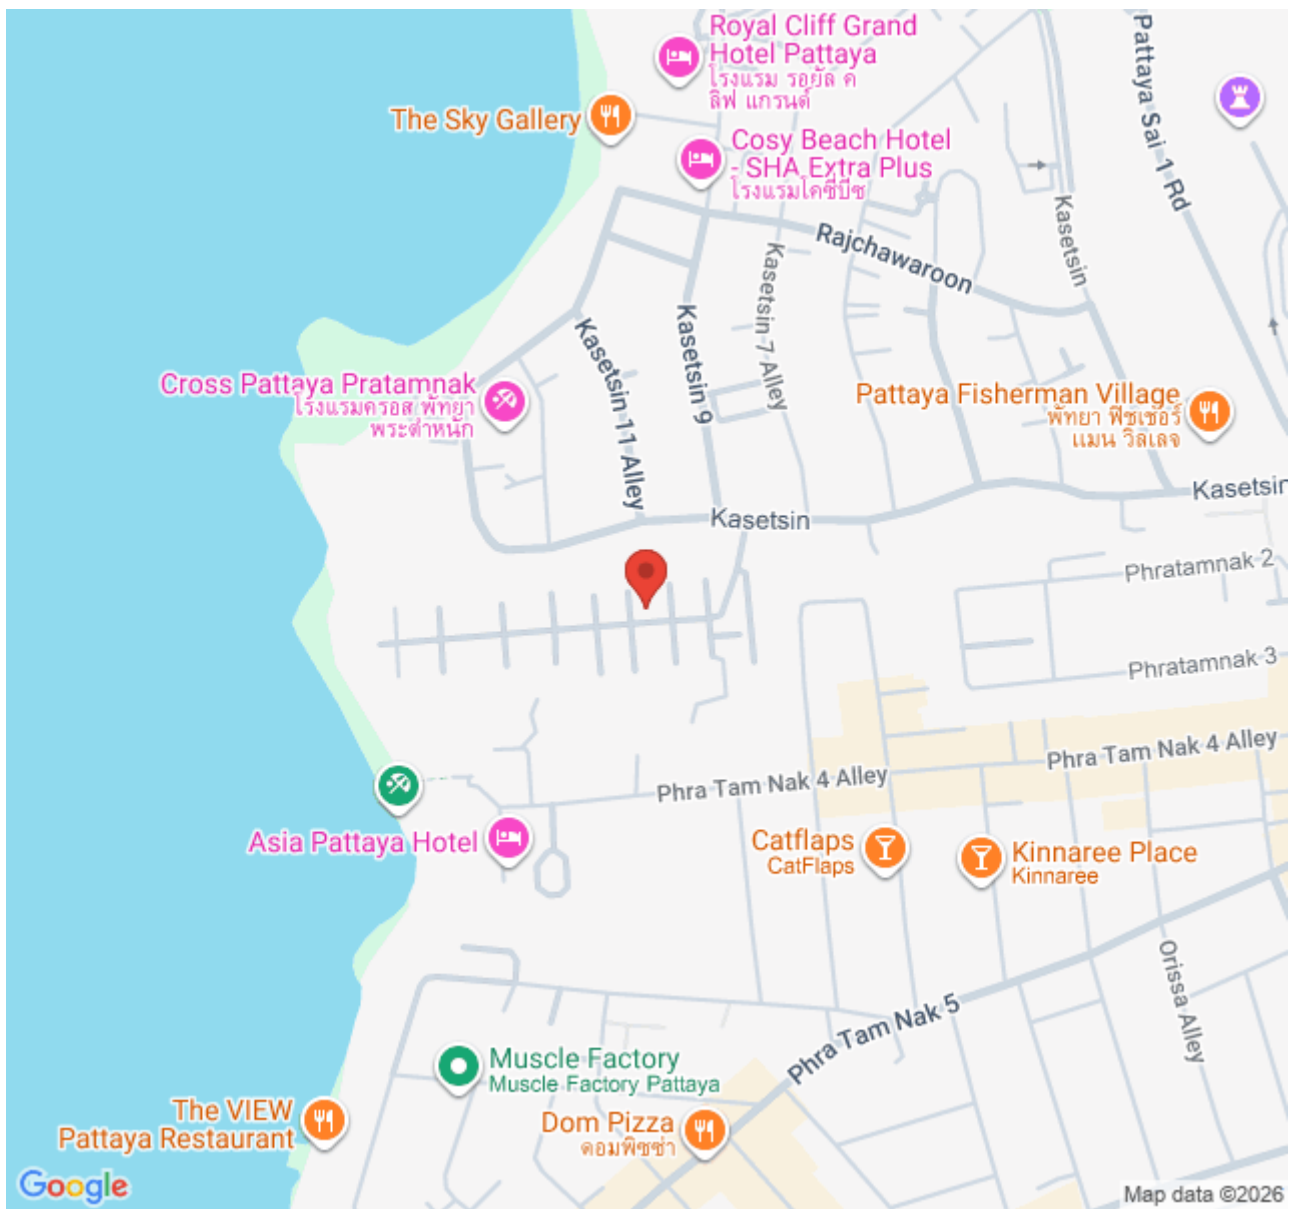 Royal Cliff Grand
Hotel Pattaya
โรงแรม รอยัล ค
ลิฟ แกรนด์
The Sky Gallery
Cosy Beach Hotel
- SHA Extra Plus
โรงแรมโคซี่บีช
Pattaya Sai 1 Rd
Kasetsin
Rajchawaroon
Kasetsin 7 Alley
Kasetsin 9
Kasetsin 11 Alley
Cross Pattaya Pratamnak
โรงแรมครอส พัทยา
พระตำหนัก
Pattaya Fisherman Village
พัทยา ฟิชเชอร์
แมน วิลเลจ
Kasetsin
Kasetsin
Phratamnak 2
Phratamnak 3
Phra Tam Nak 4 Alley
Phra Tam Nak 4 Alley
Asia Pattaya Hotel
Catflaps
CatFlaps
Kinnaree Place
Kinnaree
Orissa Alley
Phra Tam Nak 5
Muscle Factory
Muscle Factory Pattaya
The VIEW
Pattaya Restaurant
Dom Pizza
ดอมพิซซ่า
Google
Map data ©2026